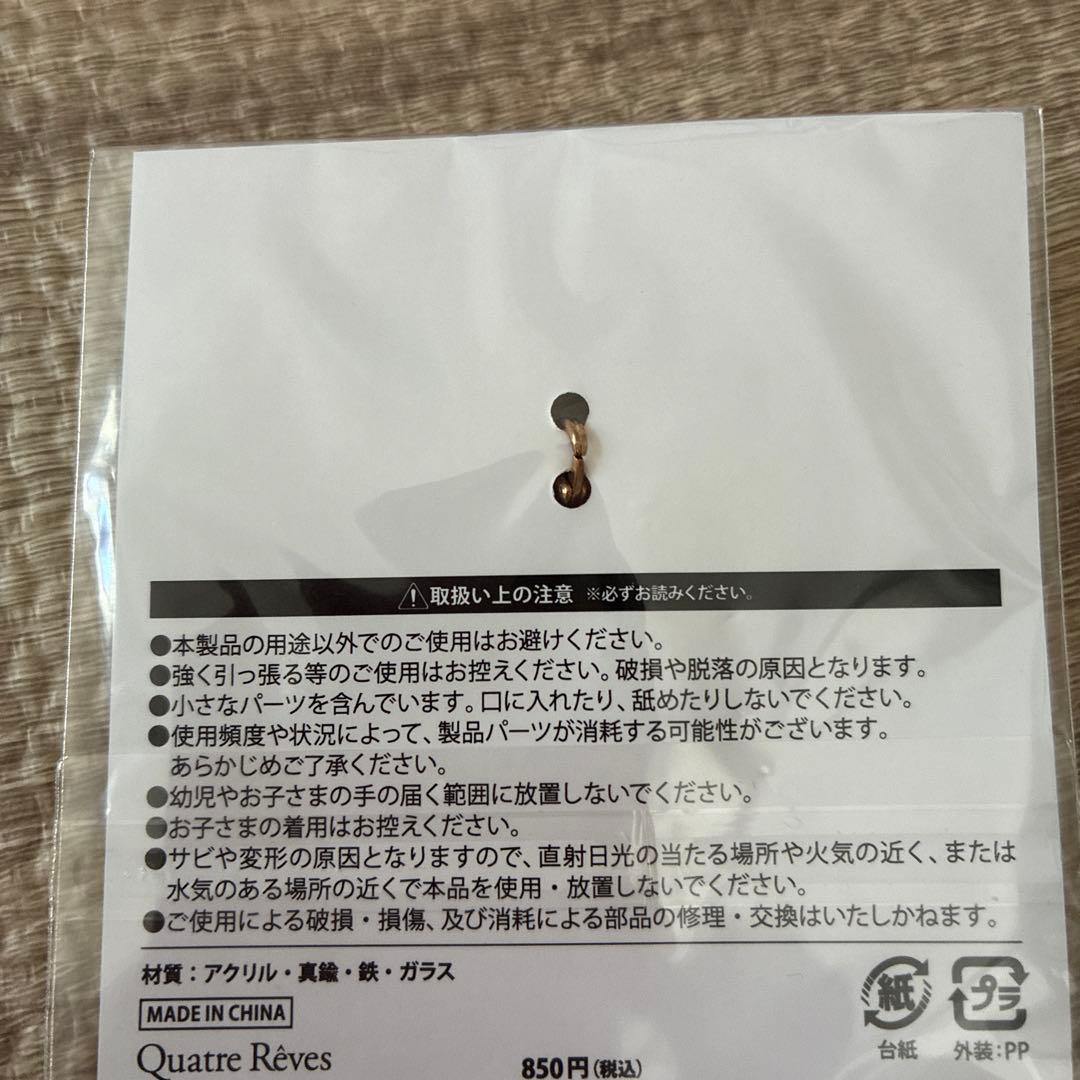 取扱い上の注意 ※必ずお読みください。
●本製品の用途以外でのご使用はお避けください。
●強く引っ張る等のご使用はお控えください。破損や脱落の原因となります。
●小さなパーツを含んでいます。口に入れたり、舐めたりしないでください。
●使用頻度や状況によって、製品パーツが消耗する可能性がございます。
あらかじめご了承ください。
●幼児やお子さまの手の届く範囲に放置しないでください。
●お子さまの着用はお控えください。
●サビや変形の原因となりますので、直射日光の当たる場所や火気の近く、または
水気のある場所の近くで本品を使用・放置しないでください。
●ご使用による破損・損傷、及び消耗による部品の修理・交換はいたしかねます。
材質：アクリル・真鍮・鉄・ガラス
MADE IN CHINA
Quatre Rêves
850円(税込)
紙
台紙
プラ
外装：PP